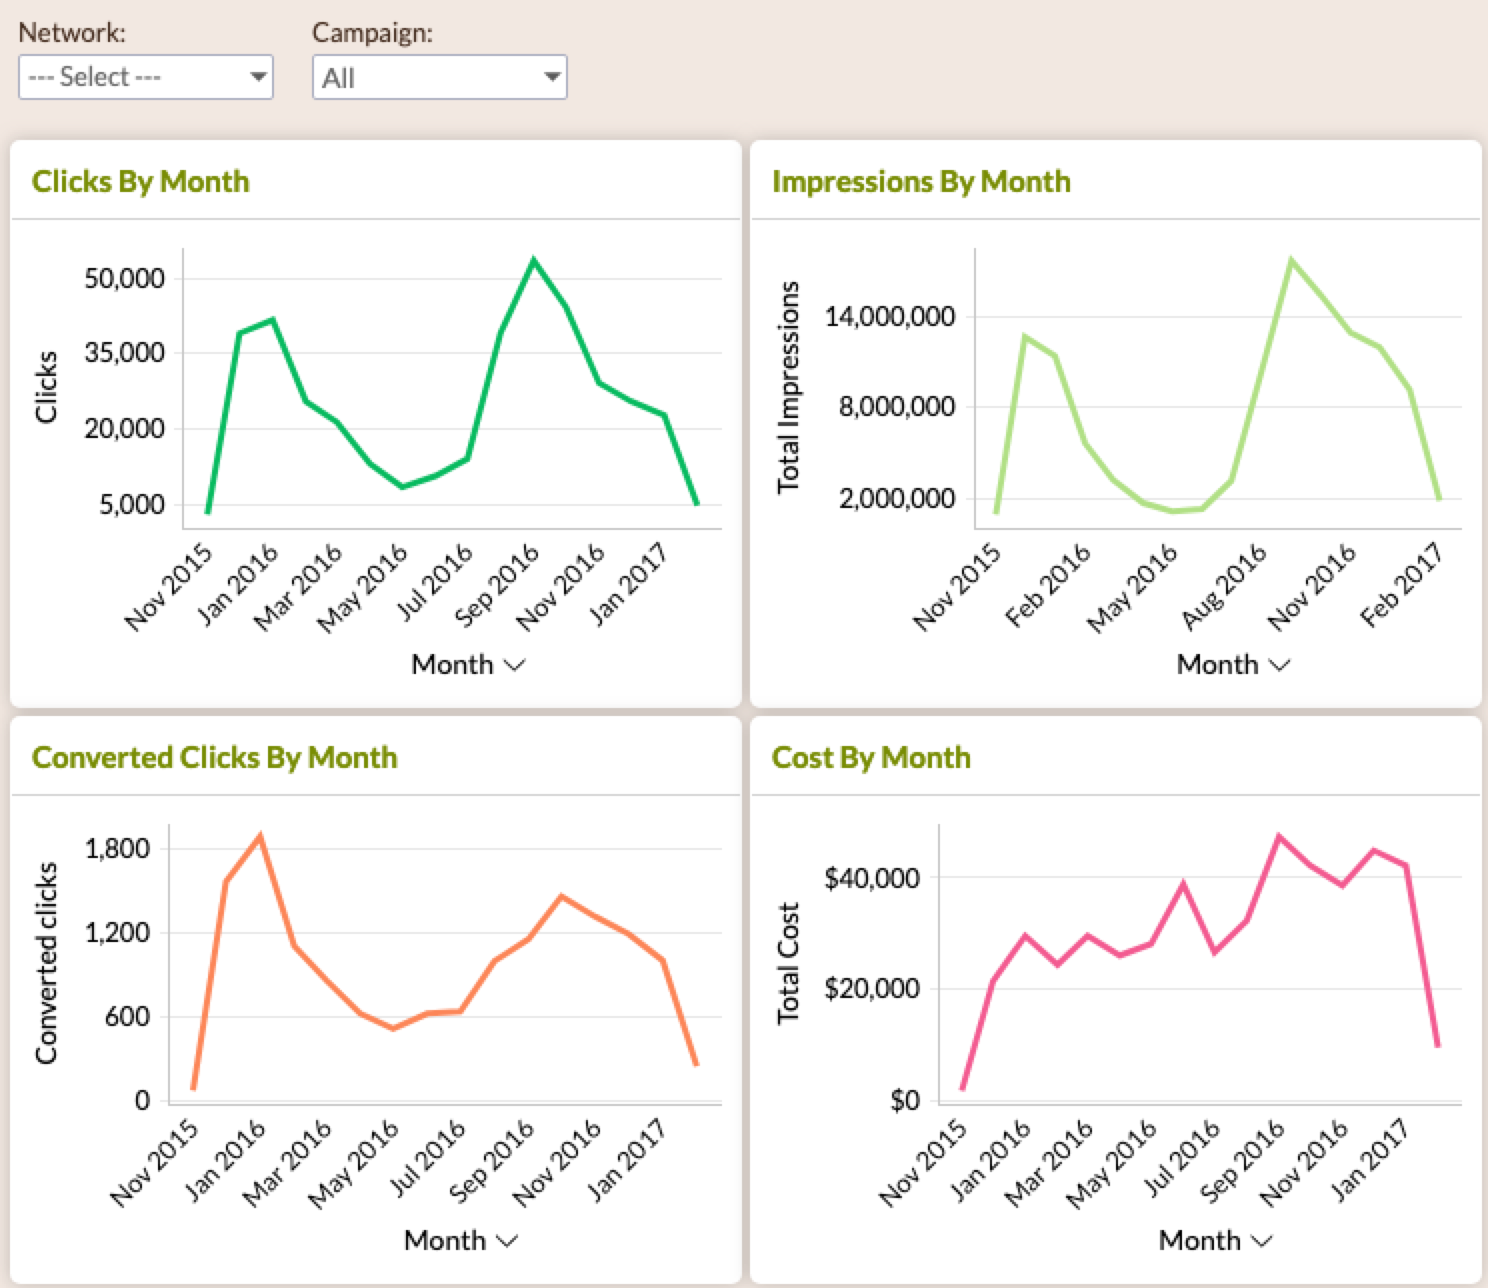 Network:
Campaign:
--- Select ---
All
Clicks By Month
Clicks
50,000
35,000
20,000
5,000
Nov 2015
Jan 2016
Mar 2016
May 2016
Jul 2016
Sep 2016
Nov 2016
Jan 2017
Month
Impressions By Month
Total Impressions
14,000,000
8,000,000
2,000,000
Nov 2015
Feb 2016
May 2016
Aug 2016
Nov 2016
Feb 2017
Month
Converted Clicks By Month
Converted clicks
1,800
1,200
600
0
Nov 2015
Jan 2016
Mar 2016
May 2016
Jul 2016
Sep 2016
Nov 2016
Jan 2017
Month
Cost By Month
Total Cost
$40,000
$20,000
$0
Nov 2015
Jan 2016
Mar 2016
May 2016
Jul 2016
Sep 2016
Nov 2016
Jan 2017
Month